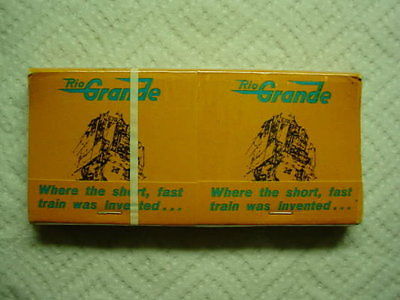 Rio
Grande
Where the short, fast
train was invented...
Rio
Grande
Where the short, fast
train was invented...